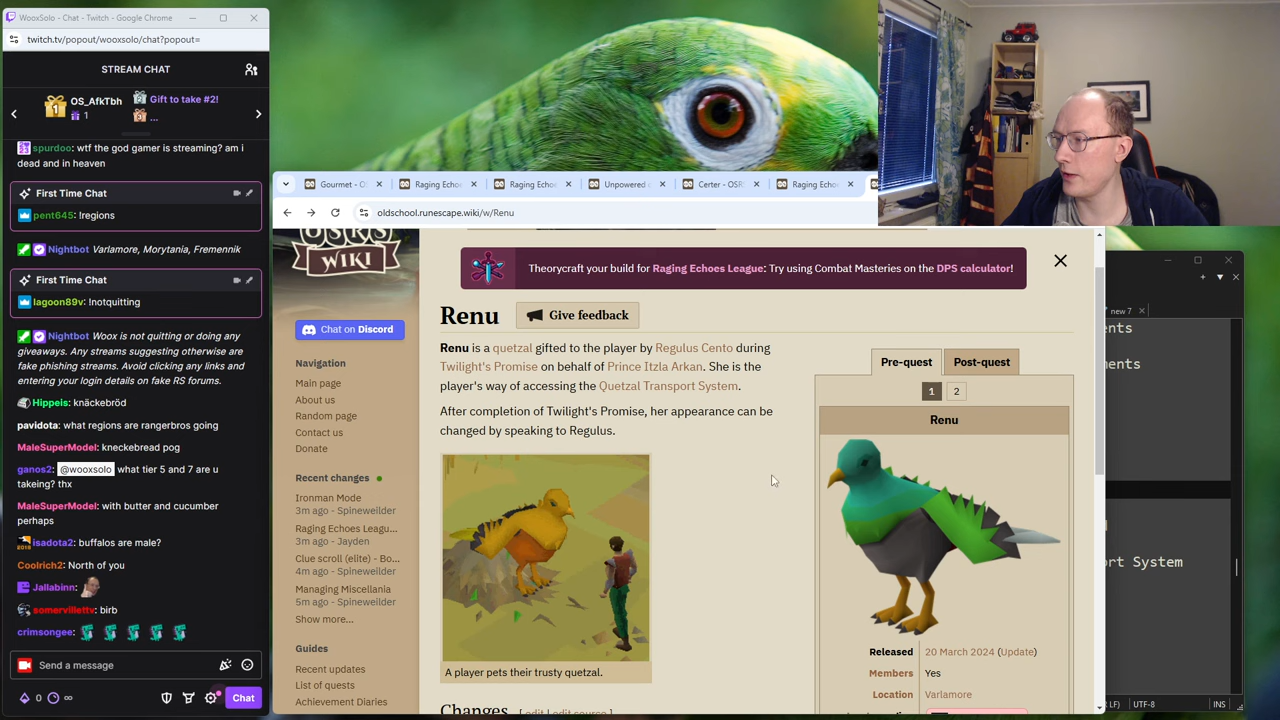 WooxSolo - Chat - Twitch - Google Chrome
twitch.tv/popout/wooxsolo/chat?popout=
STREAM CHAT
OS_AfkTbh
1
Gift to take #2!
...
spurdoo: wtf the god gamer is streaming? am i
dead and in heaven
First Time Chat
pent645: !regions
Nightbot Varlamore, Morytania, Fremennik
First Time Chat
lagoon89v: !notquitting
Nightbot Woox is not quitting or doing any
giveaways. Any streams suggesting otherwise are
fake phishing streams. Avoid clicking any links and
entering your login details on fake RS forums.
Hippels: knäckebröd
pavidota: what regions are rangerbros going
MaleSuperModel: kneckebread pog
ganos2: @wooxsolo what tier 5 and 7 are u
takeing? thx
MaleSuperModel: with butter and cucumber
perhaps
isadota2: buffalos are male?
Coolrich2: North of you
Jallabinn:
somervillettv: birb
crimsongee:
Send a message
0
∞
Chat
Gourmet - O
Raging Echo
Raging Echo
Unpowered
Certer - OSR
Raging Echo
oldschool.runescape.wiki/w/Renu
OSRS
WIKI
Chat on Discord
Navigation
Main page
About us
Random page
Contact us
Donate
Recent changes
Ironman Mode
3m ago - Spineweilder
Raging Echoes Leagu...
3m ago - Jayden
Clue scroll (elite) - Bo...
4m ago - Spineweilder
Managing Miscellania
5m ago - Spineweilder
Show more...
Guides
Recent updates
List of quests
Achievement Diaries
Theorycraft your build for Raging Echoes League: Try using Combat Masteries on the DPS calculator!
Renu
Give feedback
Renu is a quetzal gifted to the player by Regulus Cento during
Twilight's Promise on behalf of Prince Itzla Arkan. She is the
player's way of accessing the Quetzal Transport System.
After completion of Twilight's Promise, her appearance can be
changed by speaking to Regulus.
A player pets their trusty quetzal.
Changes [edit | edit source]
Pre-quest
Post-quest
1
2
Renu
Released 20 March 2024 (Update)
Members Yes
Location Varlamore
new 7
ents
ments
ort System
LF)
UTF-8
INS